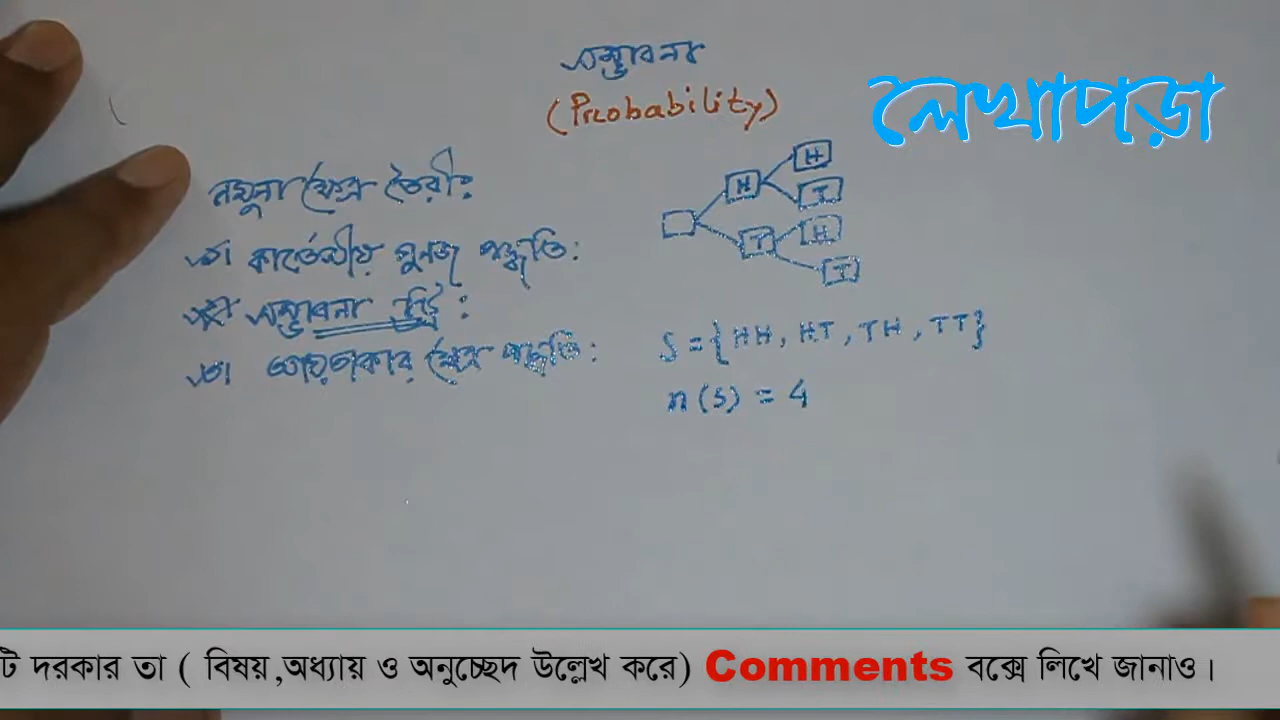 সম্ভাবনা
(Probability)
লেখাপড়া
নমুনা ক্ষেত্র তৈরীঃ
১। কার্তেসীয় গুনজ পদ্ধতি:
২। সম্ভাবনা বৃক্ষ:
৩। আয়তাকার ক্ষেত্র পদ্ধতি:
H
H
T
T
H
T
S = {HH, HT, TH, TT}
n(S) = 4
টি দরকার তা ( বিষয়,অধ্যায় ও অনুচ্ছেদ উল্লেখ করে) Comments বক্সে লিখে জানাও।